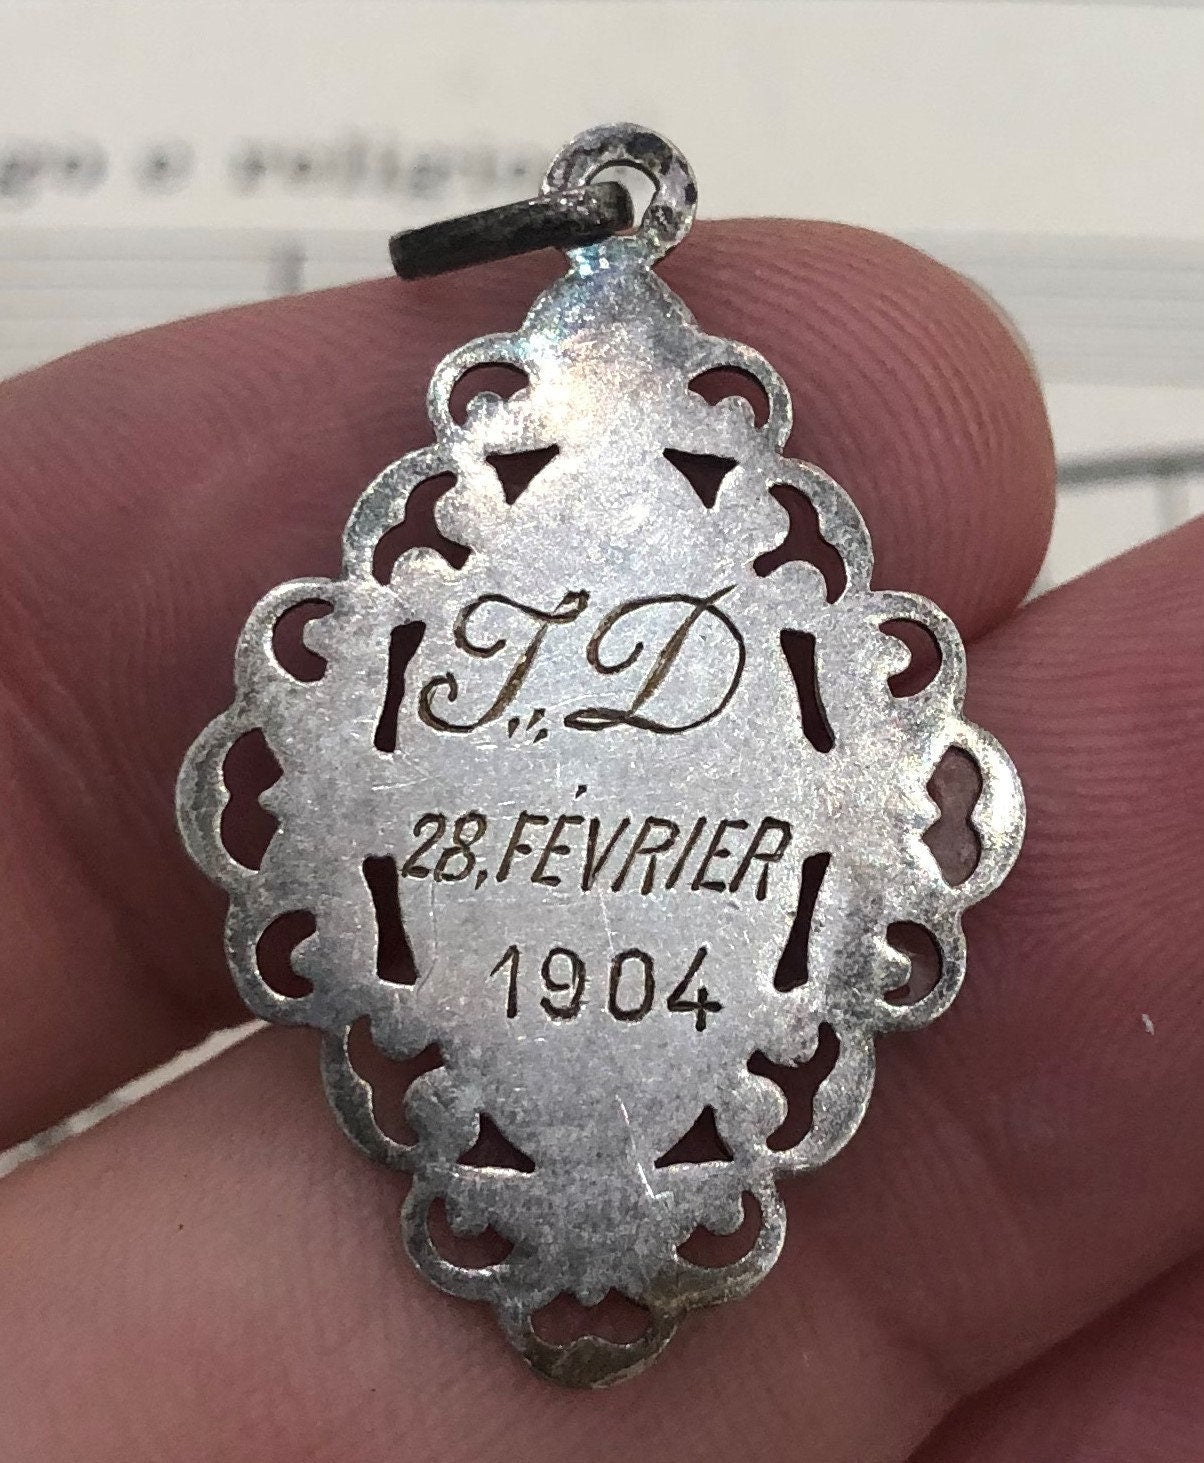 J,, D
28, FÉVRIER
1904